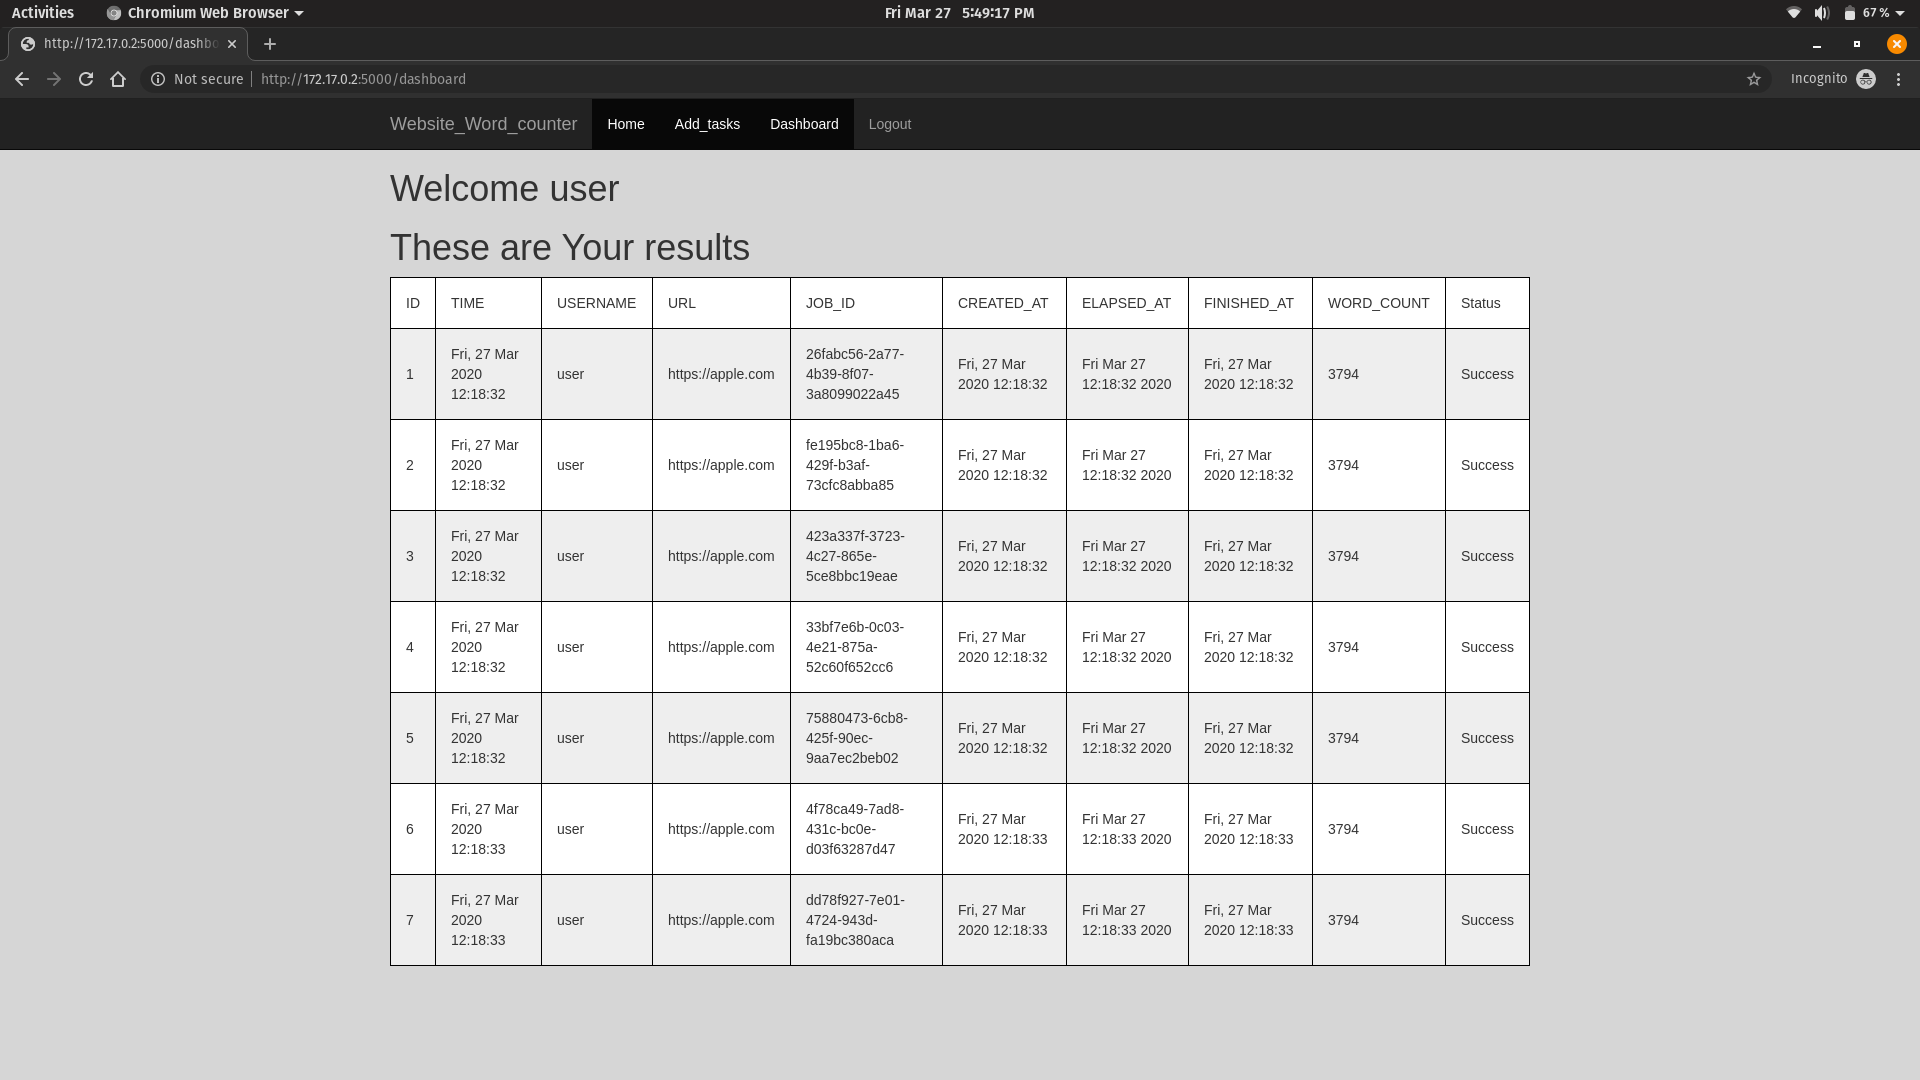 Activities Chromium Web Browser Fri Mar 27 5:49:17 PM 67 %
http://172.17.0.2:5000/dashbo
Not secure http://172.17.0.2:5000/dashboard Incognito
Website_Word_counter Home Add_tasks Dashboard Logout
Welcome user
These are Your results
ID TIME USERNAME URL JOB_ID CREATED_AT ELAPSED_AT FINISHED_AT WORD_COUNT Status
1 Fri, 27 Mar 2020 12:18:32 user https://apple.com 26fabc56-2a77-4b39-8f07-3a8099022a45 Fri, 27 Mar 2020 12:18:32 Fri Mar 27 12:18:32 2020 Fri, 27 Mar 2020 12:18:32 3794 Success
2 Fri, 27 Mar 2020 12:18:32 user https://apple.com fe195bc8-1ba6-429f-b3af-73cfc8abba85 Fri, 27 Mar 2020 12:18:32 Fri Mar 27 12:18:32 2020 Fri, 27 Mar 2020 12:18:32 3794 Success
3 Fri, 27 Mar 2020 12:18:32 user https://apple.com 423a337f-3723-4c27-865e-5ce8bbc19eae Fri, 27 Mar 2020 12:18:32 Fri Mar 27 12:18:32 2020 Fri, 27 Mar 2020 12:18:32 3794 Success
4 Fri, 27 Mar 2020 12:18:32 user https://apple.com 33bf7e6b-0c03-4e21-875a-52c60f652cc6 Fri, 27 Mar 2020 12:18:32 Fri Mar 27 12:18:32 2020 Fri, 27 Mar 2020 12:18:32 3794 Success
5 Fri, 27 Mar 2020 12:18:32 user https://apple.com 75880473-6cb8-425f-90ec-9aa7ec2beb02 Fri, 27 Mar 2020 12:18:32 Fri Mar 27 12:18:32 2020 Fri, 27 Mar 2020 12:18:32 3794 Success
6 Fri, 27 Mar 2020 12:18:33 user https://apple.com 4f78ca49-7ad8-431c-bc0e-d03f63287d47 Fri, 27 Mar 2020 12:18:33 Fri Mar 27 12:18:33 2020 Fri, 27 Mar 2020 12:18:33 3794 Success
7 Fri, 27 Mar 2020 12:18:33 user https://apple.com dd78f927-7e01-4724-943d-fa19bc380aca Fri, 27 Mar 2020 12:18:33 Fri Mar 27 12:18:33 2020 Fri, 27 Mar 2020 12:18:33 3794 Success